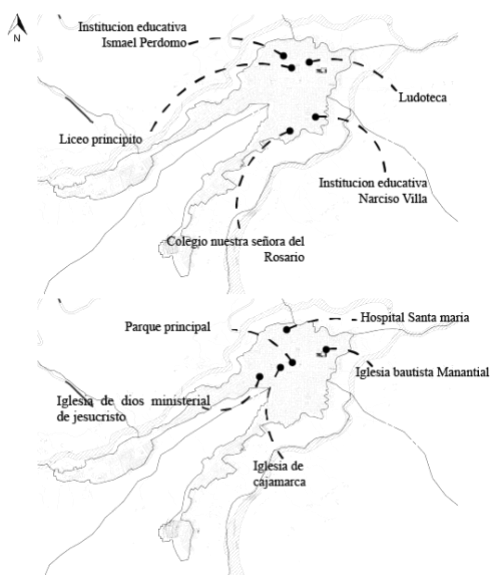 N
Institucion educativa
Ismael Perdomo
Ludoteca
Liceo principito
Institucion educativa
Narciso Villa
Colegio nuestra señora del
Rosario
Hospital Santa maria
Parque principal
Iglesia bautista Manantial
Iglesia de dios ministerial
de jesucristo
Iglesia de
cajamarca